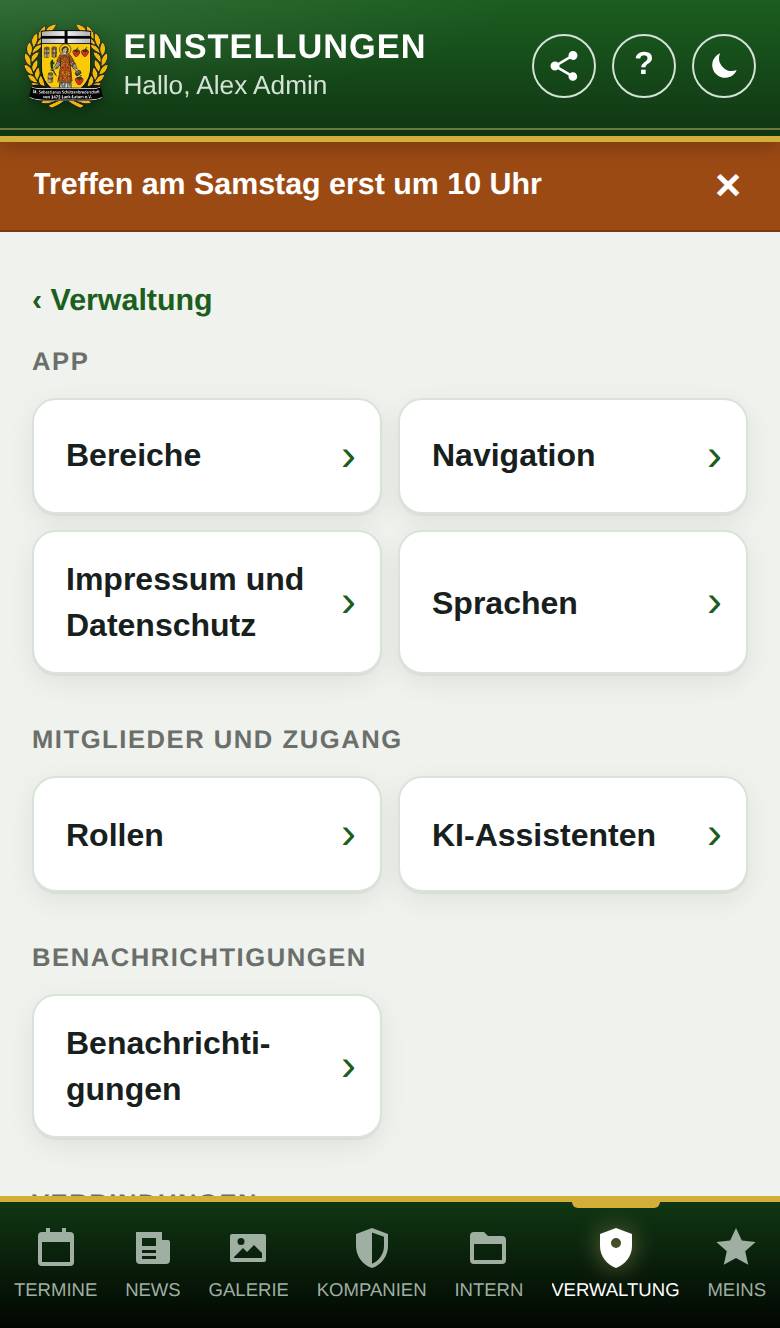 EINSTELLUNGEN
Hallo, Alex Admin
?
Treffen am Samstag erst um 10 Uhr
×
‹ Verwaltung
APP
Bereiche ›
Navigation ›
Impressum und
Datenschutz ›
Sprachen ›
MITGLIEDER UND ZUGANG
Rollen ›
KI-Assistenten ›
BENACHRICHTIGUNGEN
Benachrichti-
gungen ›
TERMINE
NEWS
GALERIE
KOMPANIEN
INTERN
VERWALTUNG
MEINS